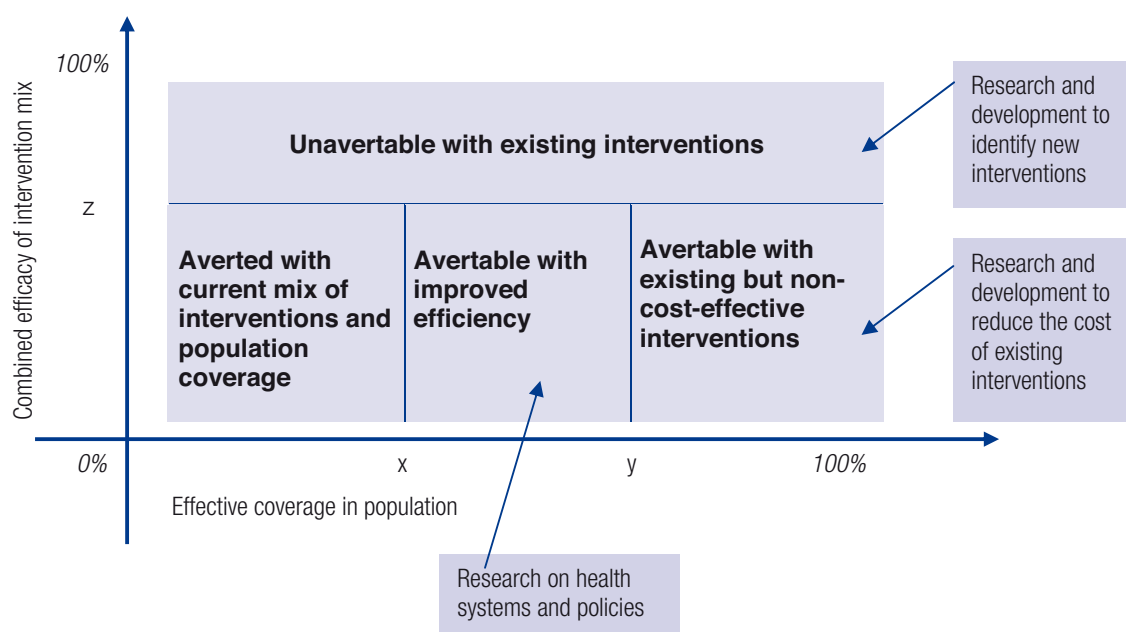 Combined efficacy of intervention mix
100%
z
Unavertable with existing interventions
Averted with
current mix of
interventions and
population
coverage
Avertable with
improved
efficiency
Avertable with
existing but non-
cost-effective
interventions
Research and
development to
identify new
interventions
Research and
development to
reduce the cost
of existing
interventions
0%
x
y
100%
Effective coverage in population
Research on health
systems and policies